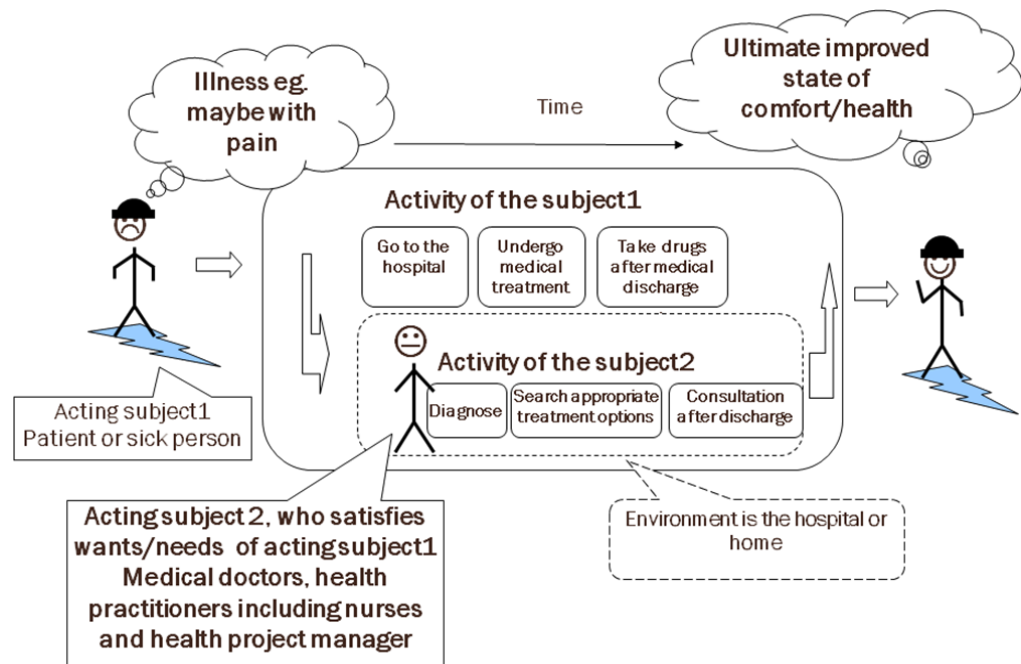 Illness eg.
maybe with
pain
Time
Ultimate improved
state of
comfort/health
Activity of the subject1
Go to the
hospital
Undergo
medical
treatment
Take drugs
after medical
discharge
Activity of the subject2
Diagnose
Search appropriate
treatment options
Consultation
after discharge
Acting subject1
Patient or sick person
Acting subject 2, who satisfies
wants/needs of acting subject1
Medical doctors, health
practitioners including nurses
and health project manager
Environment is the hospital or
home